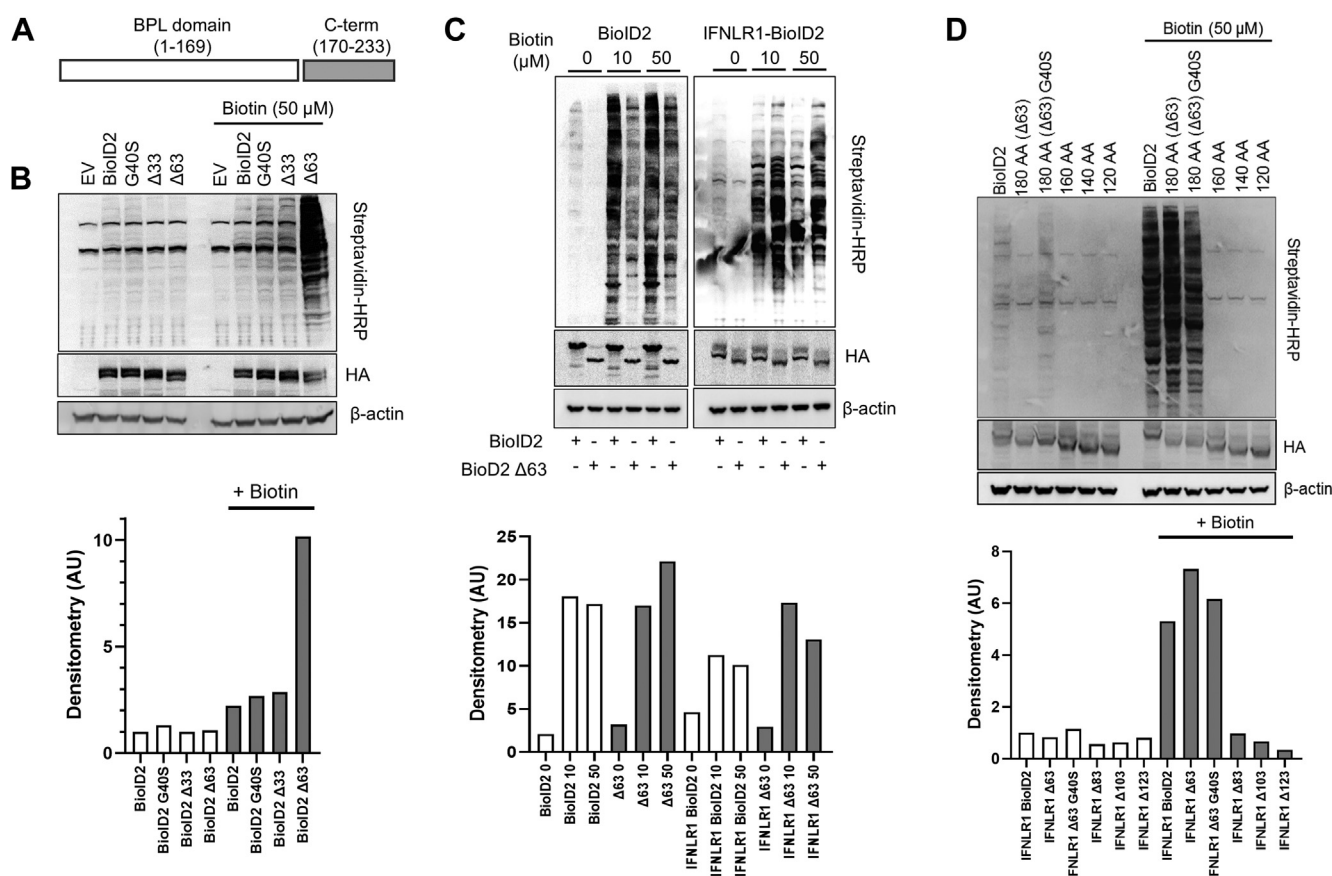 A
BPL domain
(1-169)
C-term
(170-233)
B
Biotin (50 µM)
EV
BioID2
G40S
Δ33
Δ63
EV
BioID2
G40S
Δ33
Δ63
Streptavidin-HRP
HA
β-actin
+ Biotin
Densitometry (AU)
10
5
0
BioID2
BioID2 G40S
BioID2 Δ33
BioID2 Δ63
BioID2
BioID2 G40S
BioID2 Δ33
BioID2 Δ63
C
Biotin
(µM)
BioID2
IFNLR1-BioID2
0 10 50 0 10 50
Streptavidin-HRP
HA
β-actin
BioID2 + - + - + - + - + - + -
BioD2 Δ63 - + - + - + - + - + - +
Densitometry (AU)
25
20
15
10
5
0
BioID2 0
BioID2 10
BioID2 50
Δ63 0
Δ63 10
Δ63 50
IFNLR1 BioID2 0
IFNLR1 BioID2 10
IFNLR1 BioID2 50
IFNLR1 Δ63 0
IFNLR1 Δ63 10
IFNLR1 Δ63 50
D
Biotin (50 µM)
BioID2
180 AA (Δ63)
180 AA (Δ63) G40S
160 AA
140 AA
120 AA
BioID2
180 AA (Δ63)
180 AA (Δ63) G40S
160 AA
140 AA
120 AA
Streptavidin-HRP
HA
β-actin
+ Biotin
Densitometry (AU)
8
6
4
2
0
IFNLR1 BioID2
IFNLR1 Δ63
FNLR1 Δ63 G40S
IFNLR1 Δ83
IFNLR1 Δ103
IFNLR1 Δ123
IFNLR1 BioID2
IFNLR1 Δ63
FNLR1 Δ63 G40S
IFNLR1 Δ83
IFNLR1 Δ103
IFNLR1 Δ123